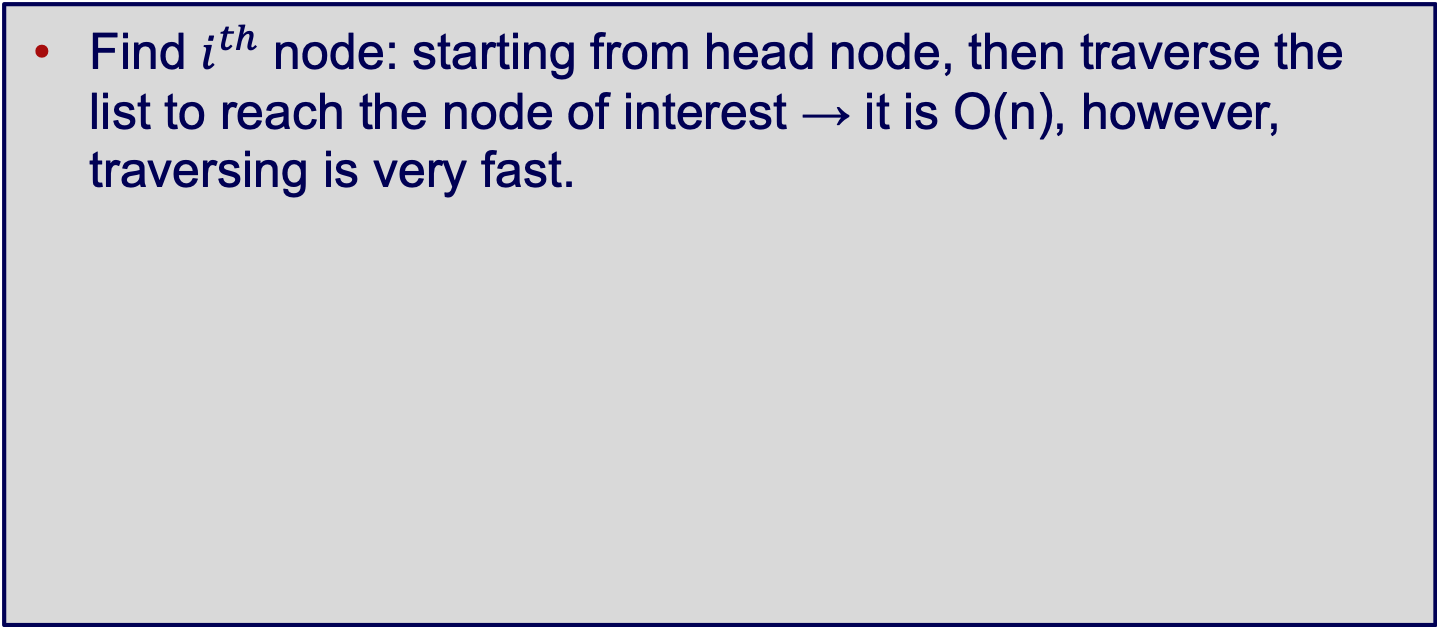 • Find 𝑖𝑡ℎ node: starting from head node, then traverse the
list to reach the node of interest → it is O(n), however,
traversing is very fast.